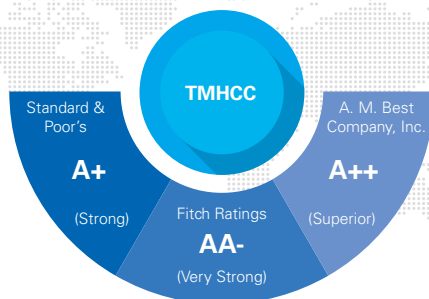 TMHCC
Standard &
Poor's
A+
(Strong)
Fitch Ratings
AA-
(Very Strong)
A. M. Best
Company, Inc.
A++
(Superior)